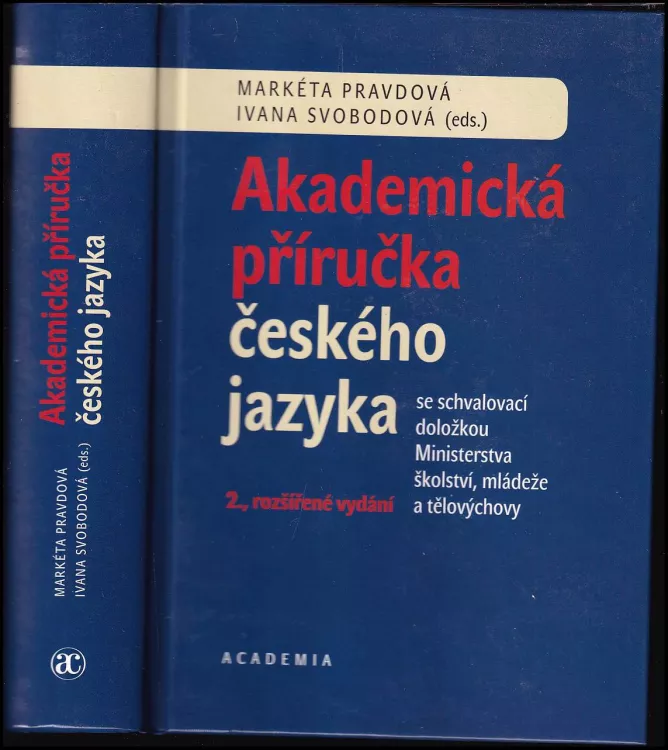 MARKÉTA PRAVDOVÁ
IVANA SVOBODOVÁ (eds.)
Akademická
příručka
českého
jazyka
se schvalovací
doložkou
Ministerstva
školství, mládeže
a tělovýchovy
2., rozšířené vydání
ACADEMIA
Akademická příručka
českého jazyka
MARKÉTA PRAVDOVÁ
IVANA SVOBODOVÁ (eds.)
ac